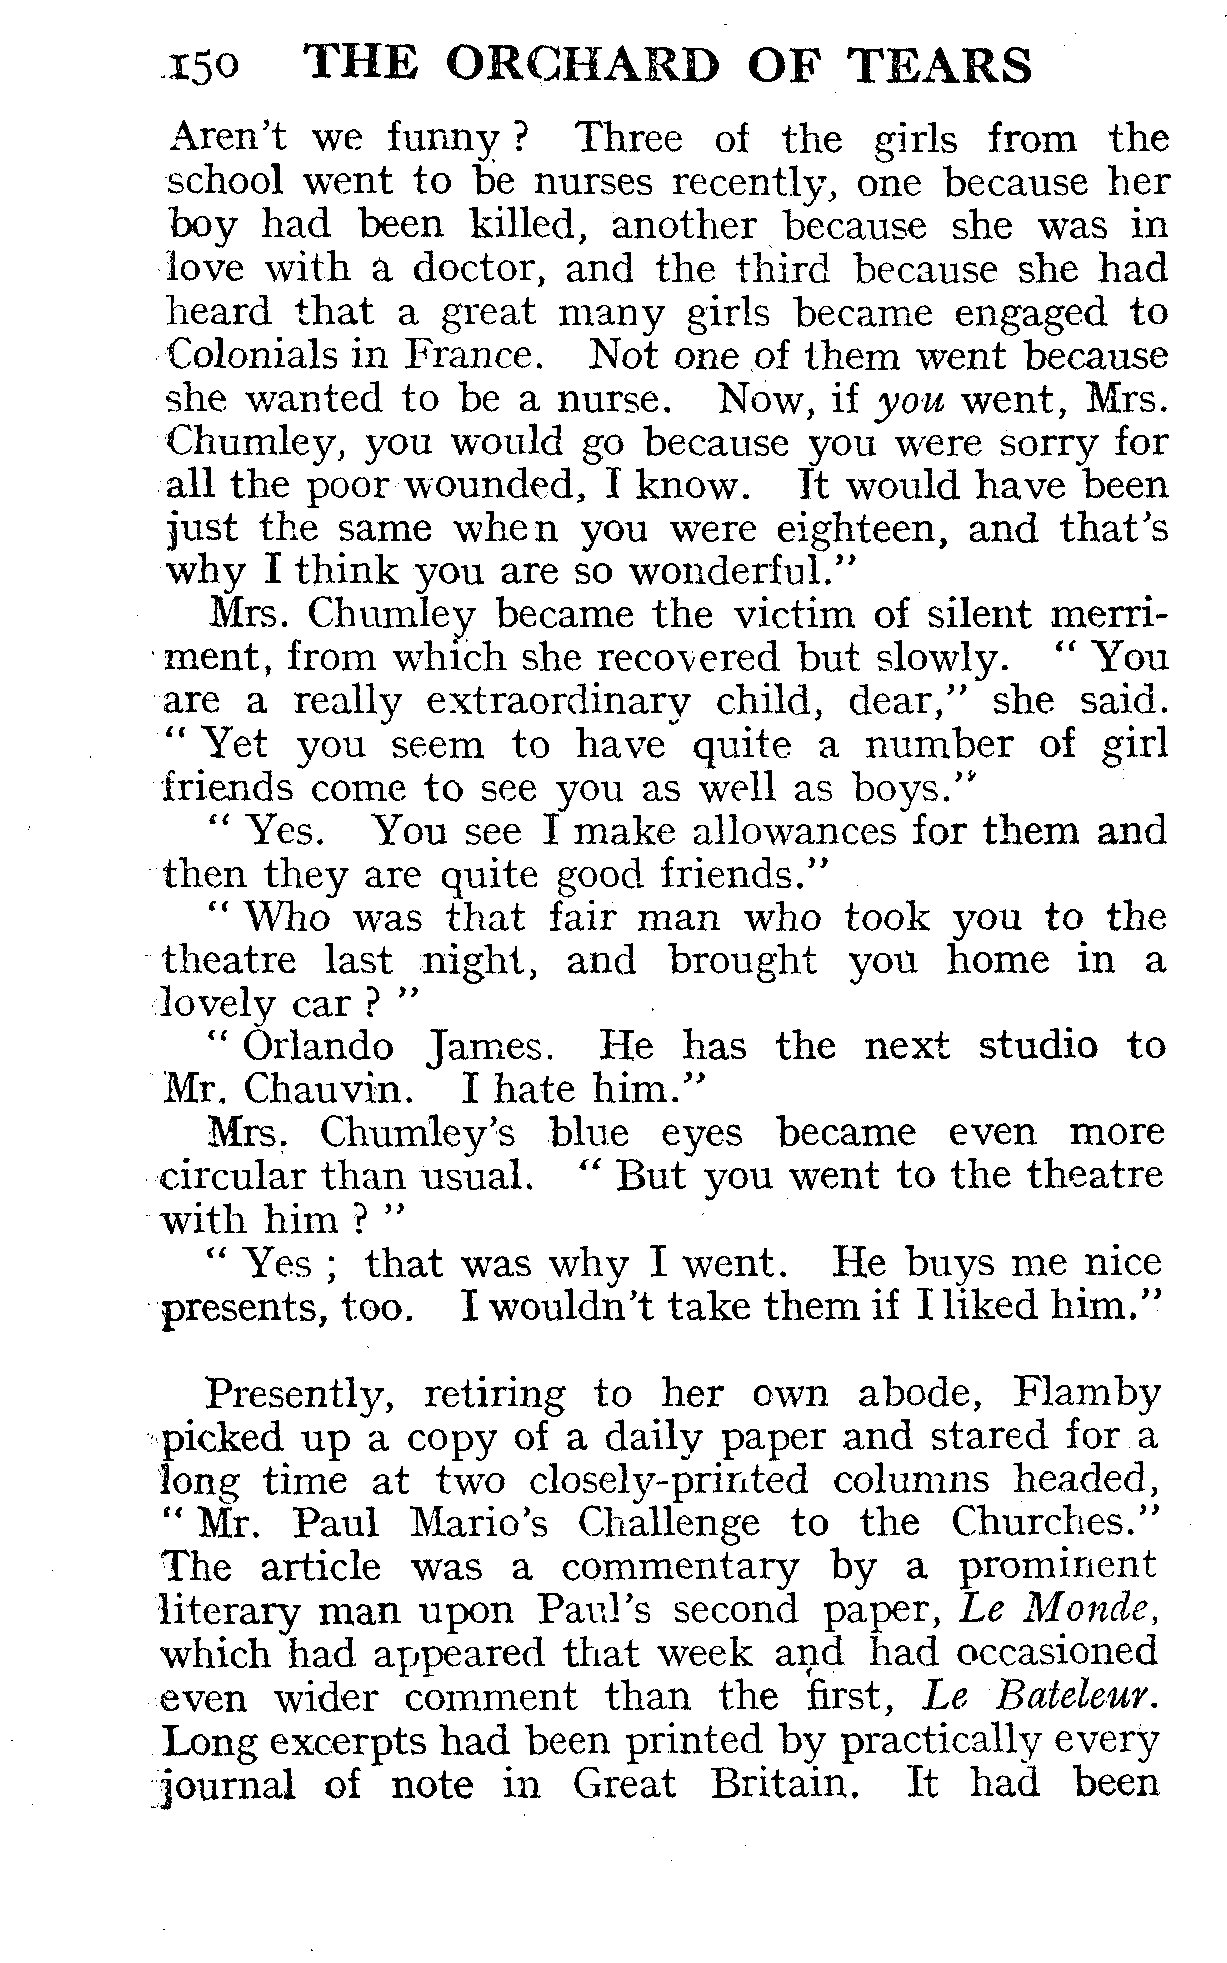 150 THE ORCHARD OF TEARS
Aren't we funny ? Three of the girls from the
school went to be nurses recently, one because her
boy had been killed, another because she was in
love with a doctor, and the third because she had
heard that a great many girls became engaged to
Colonials in France. Not one of them went because
she wanted to be a nurse. Now, if you went, Mrs.
Chumley, you would go because you were sorry for
all the poor wounded, I know. It would have been
just the same when you were eighteen, and that's
why I think you are so wonderful."
Mrs. Chumley became the victim of silent merri-
ment, from which she recovered but slowly. " You
are a really extraordinary child, dear," she said.
" Yet you seem to have quite a number of girl
friends come to see you as well as boys."
" Yes. You see I make allowances for them and
then they are quite good friends."
" Who was that fair man who took you to the
theatre last night, and brought you home in a
lovely car ? "
" Orlando James. He has the next studio to
Mr. Chauvin. I hate him."
Mrs. Chumley's blue eyes became even more
circular than usual. " But you went to the theatre
with him ? "
" Yes ; that was why I went. He buys me nice
presents, too. I wouldn't take them if I liked him."
Presently, retiring to her own abode, Flamby
picked up a copy of a daily paper and stared for a
long time at two closely-printed columns headed,
" Mr. Paul Mario's Challenge to the Churches."
The article was a commentary by a prominent
literary man upon Paul's second paper, Le Monde,
which had appeared that week and had occasioned
even wider comment than the first, Le Bateleur.
Long excerpts had been printed by practically every
journal of note in Great Britain. It had been